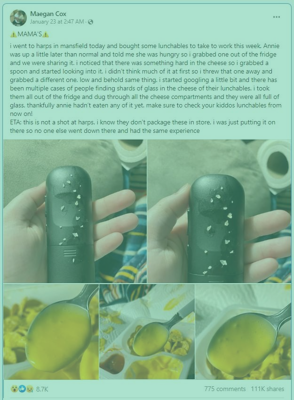 Maegan Cox
January 23 at 2:47 AM ·
⚠️MAMA'S⚠️
i went to harps in mansfield today and bought some lunchables to take to work this week. Annie
was up a little later than normal and told me she was hungry so i grabbed one out of the fridge
and we were sharing it. i noticed that there was something hard in the cheese so i grabbed a
spoon and started looking into it. i didn't think much of it at first so i threw that one away and
grabbed a different one. low and behold same thing. i started googling a little bit and there has
been multiple cases of people finding shards of glass in the cheese of their lunchables. i took
them all out of the fridge and dug through all the cheese compartments and they were all full of
glass. thankfully annie hadn't eaten any of it yet. make sure to check your kiddos lunchables from
now on!
ETA: this is not a shot at harps. i know they don't package these in store. i was just putting it on
there so no one else went down there and had the same experience
8.7K
775 comments 111K shares